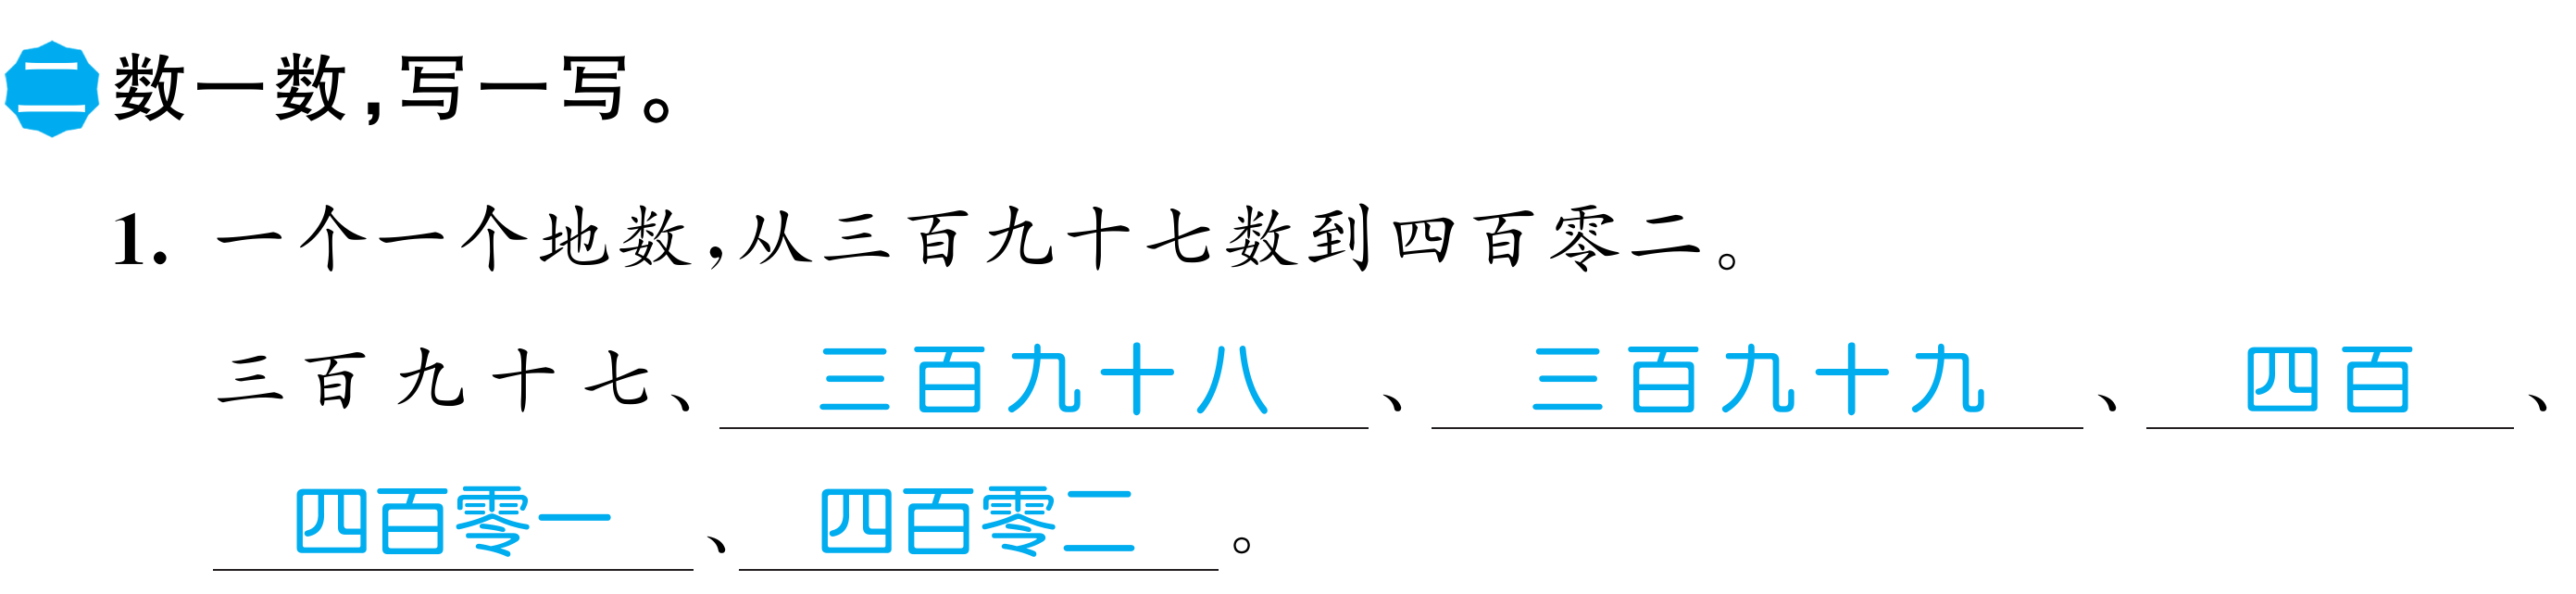 二 数一数,写一写。
1. 一个一个地数,从三百九十七数到四百零二。
三百九十七、三百九十八、三百九十九、四百、
四百零一、四百零二。